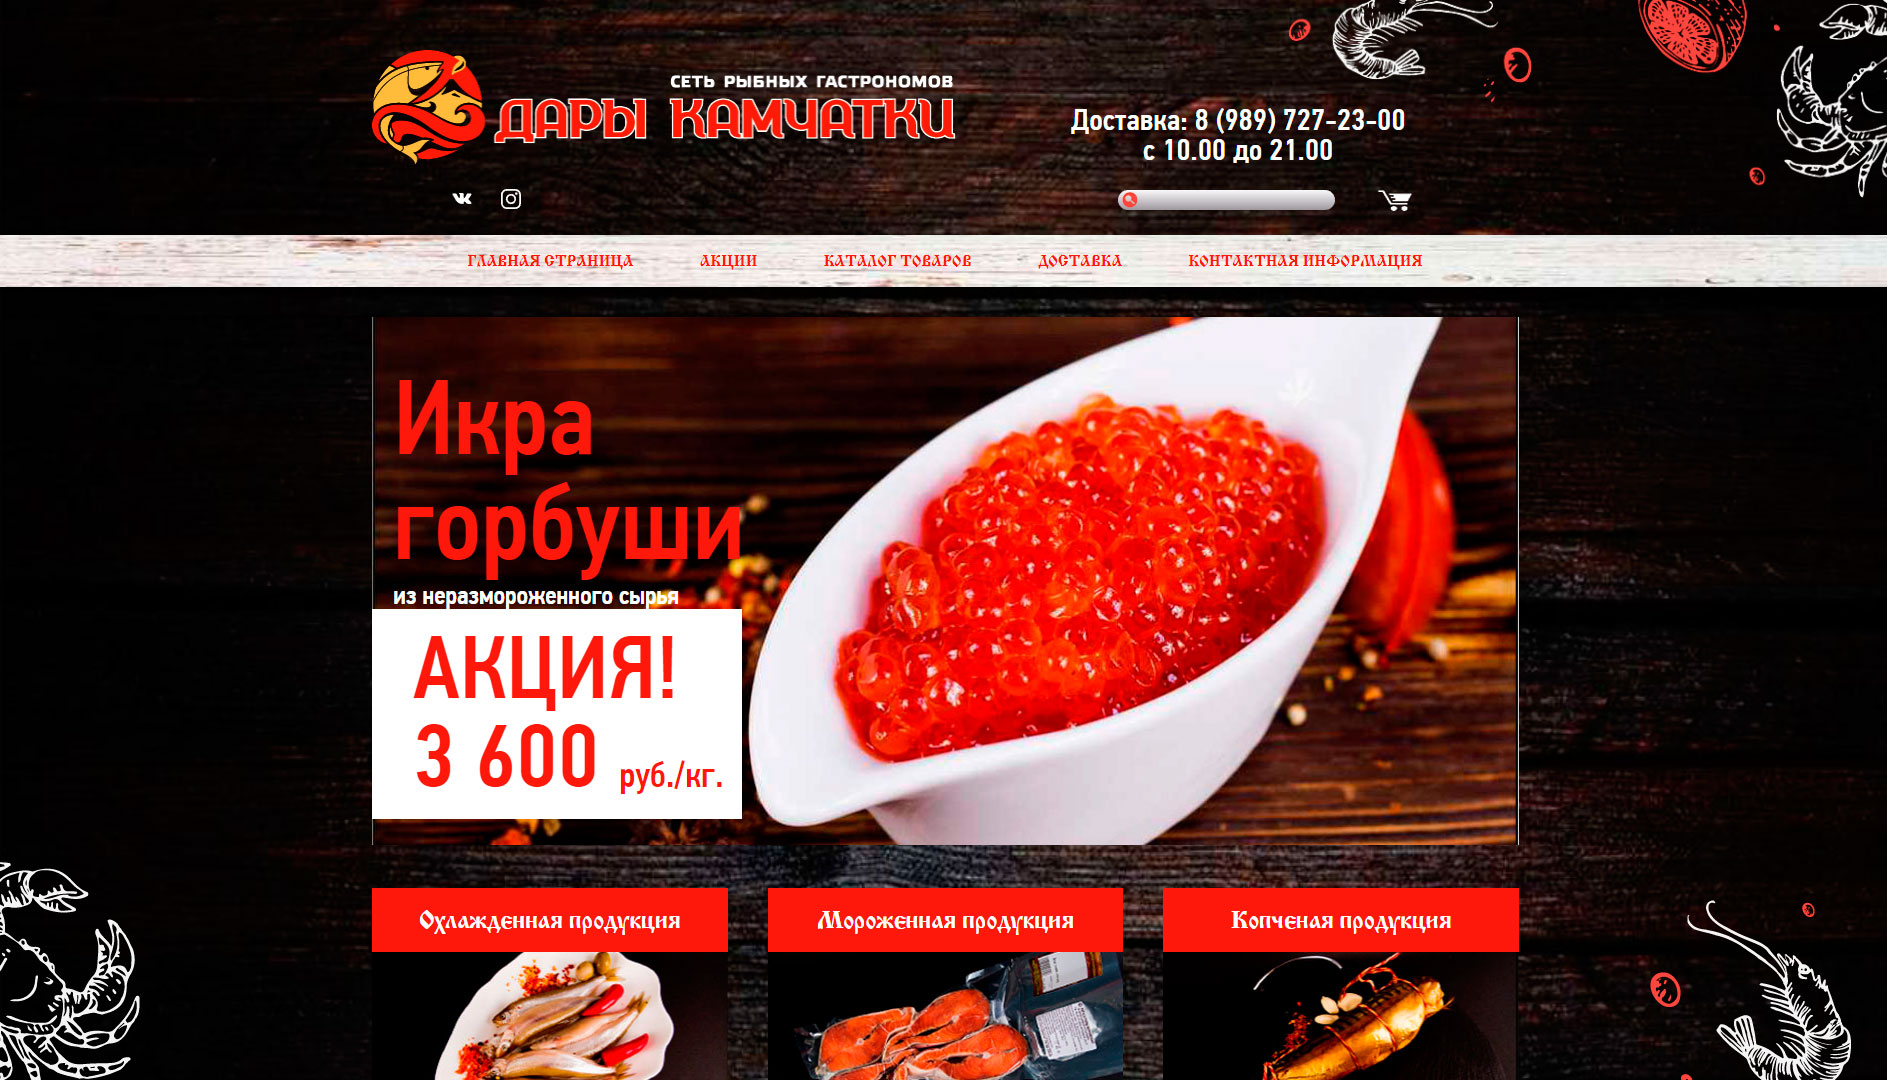 СЕТЬ РЫБНЫХ ГАСТРОНОМОВ
ДАРЫ КАМЧАТКИ
Доставка: 8 (989) 727-23-00
с 10.00 до 21.00
ГЛАВНАЯ СТРАНИЦА
АКЦИИ
КАТАЛОГ ТОВАРОВ
ДОСТАВКА
КОНТАКТНАЯ ИНФОРМАЦИЯ
Икра
горбуши
из неразмороженного сырья
АКЦИЯ!
3 600 руб./кг.
Охлажденная продукция
Мороженная продукция
Копченая продукция